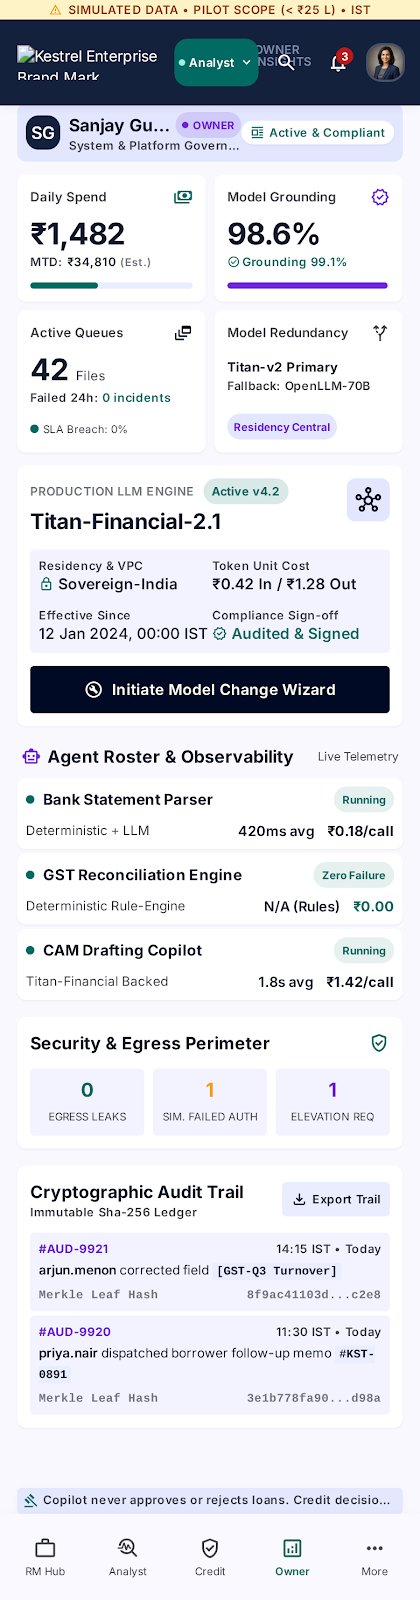 ⚠ SIMULATED DATA • PILOT SCOPE (< ₹25 L) • IST
Kestrel Enterprise
Brand Mark
Analyst
OWNER
INSIGHTS
3
SG
Sanjay Gu...
OWNER
System & Platform Govern...
Active & Compliant
Daily Spend
₹1,482
MTD: ₹34,810 (Est.)
Model Grounding
98.6%
Grounding 99.1%
Active Queues
42 Files
Failed 24h: 0 incidents
SLA Breach: 0%
Model Redundancy
Titan-v2 Primary
Fallback: OpenLLM-70B
Residency Central
PRODUCTION LLM ENGINE
Active v4.2
Titan-Financial-2.1
Residency & VPC
Sovereign-India
Token Unit Cost
₹0.42 In / ₹1.28 Out
Effective Since
12 Jan 2024, 00:00 IST
Compliance Sign-off
Audited & Signed
Initiate Model Change Wizard
Agent Roster & Observability
Live Telemetry
Bank Statement Parser
Running
Deterministic + LLM
420ms avg ₹0.18/call
GST Reconciliation Engine
Zero Failure
Deterministic Rule-Engine
N/A (Rules) ₹0.00
CAM Drafting Copilot
Running
Titan-Financial Backed
1.8s avg ₹1.42/call
Security & Egress Perimeter
0
EGRESS LEAKS
1
SIM. FAILED AUTH
1
ELEVATION REQ
Cryptographic Audit Trail
Immutable Sha-256 Ledger
Export Trail
#AUD-9921
14:15 IST • Today
arjun.menon corrected field [GST-Q3 Turnover]
Merkle Leaf Hash
8f9ac41103d...c2e8
#AUD-9920
11:30 IST • Today
priya.nair dispatched borrower follow-up memo #KST-
0891
Merkle Leaf Hash
3e1b778fa90...d98a
Copilot never approves or rejects loans. Credit decisio...
RM Hub
Analyst
Credit
Owner
More